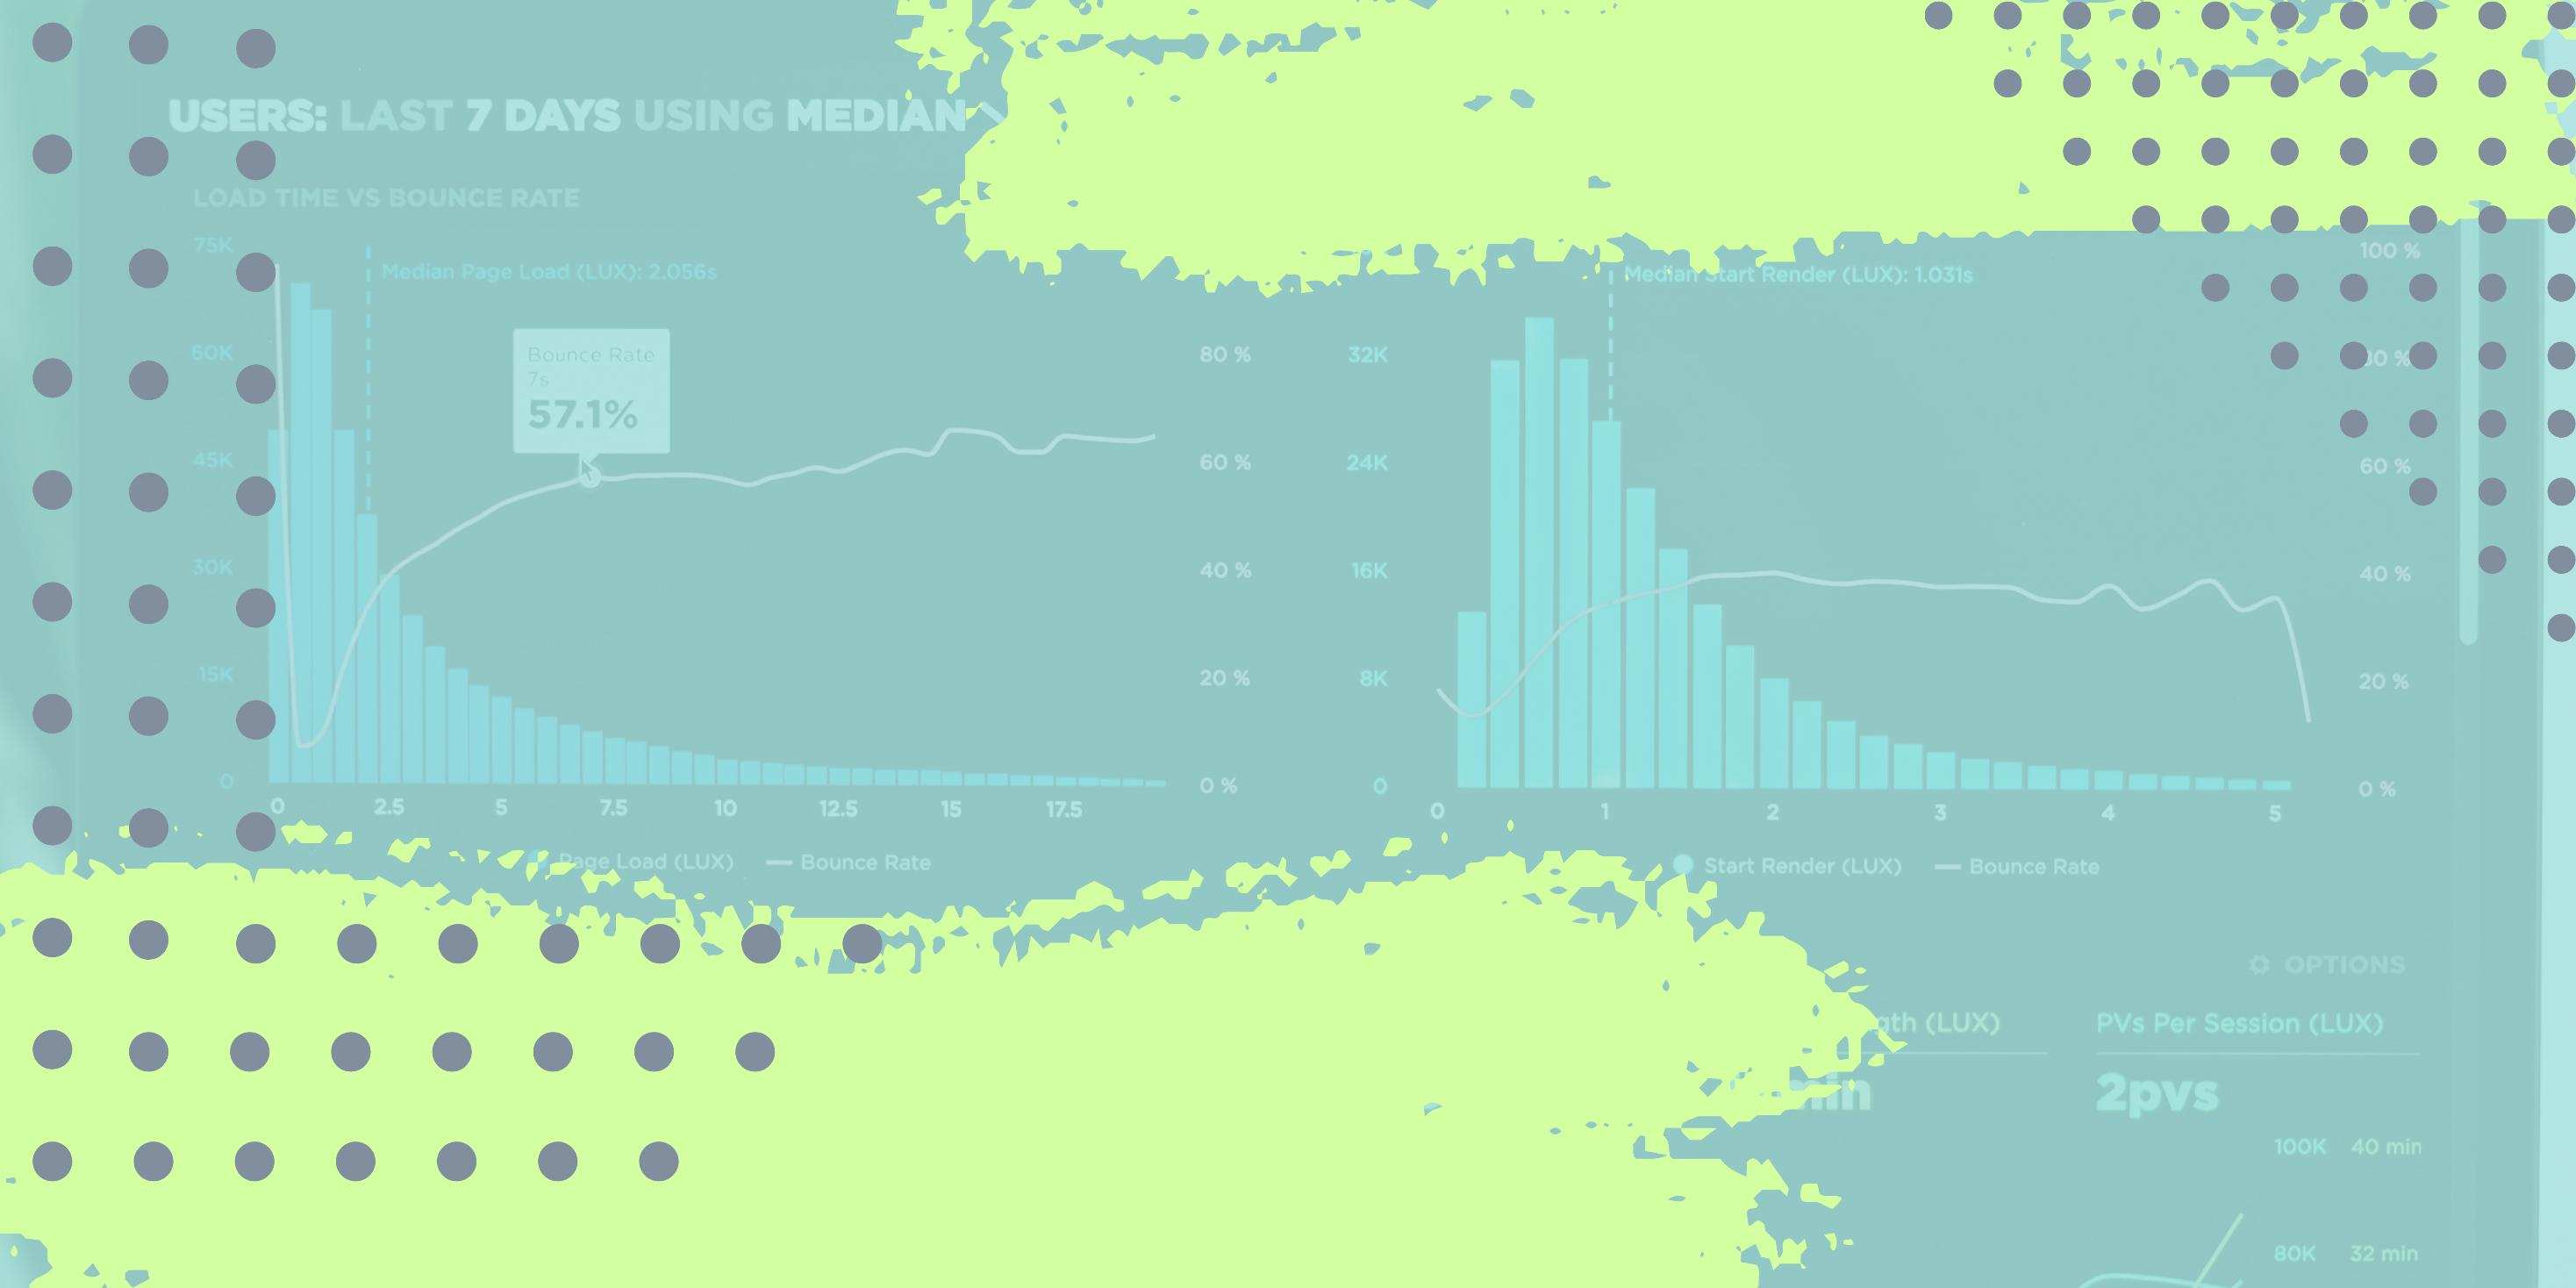 USERS: LAST 7 DAYS USING MEDIAN
LOAD TIME VS BOUNCE RATE
75K
60K
45K
30K
15K
0
Median Page Load (LUX): 2.056s
Bounce Rate
7s
57.1%
80 %
60 %
40 %
20 %
0 %
0 2.5 5 7.5 10 12.5 15 17.5
Page Load (LUX) Bounce Rate
Median Start Render (LUX): 1.031s
32K
24K
16K
8K
0
100 %
80 %
60 %
40 %
20 %
0 %
0 1 2 3 4 5
Start Render (LUX) Bounce Rate
OPTIONS
gth (LUX)
min
PVs Per Session (LUX)
2pvs
100K 40 min
80K 32 min